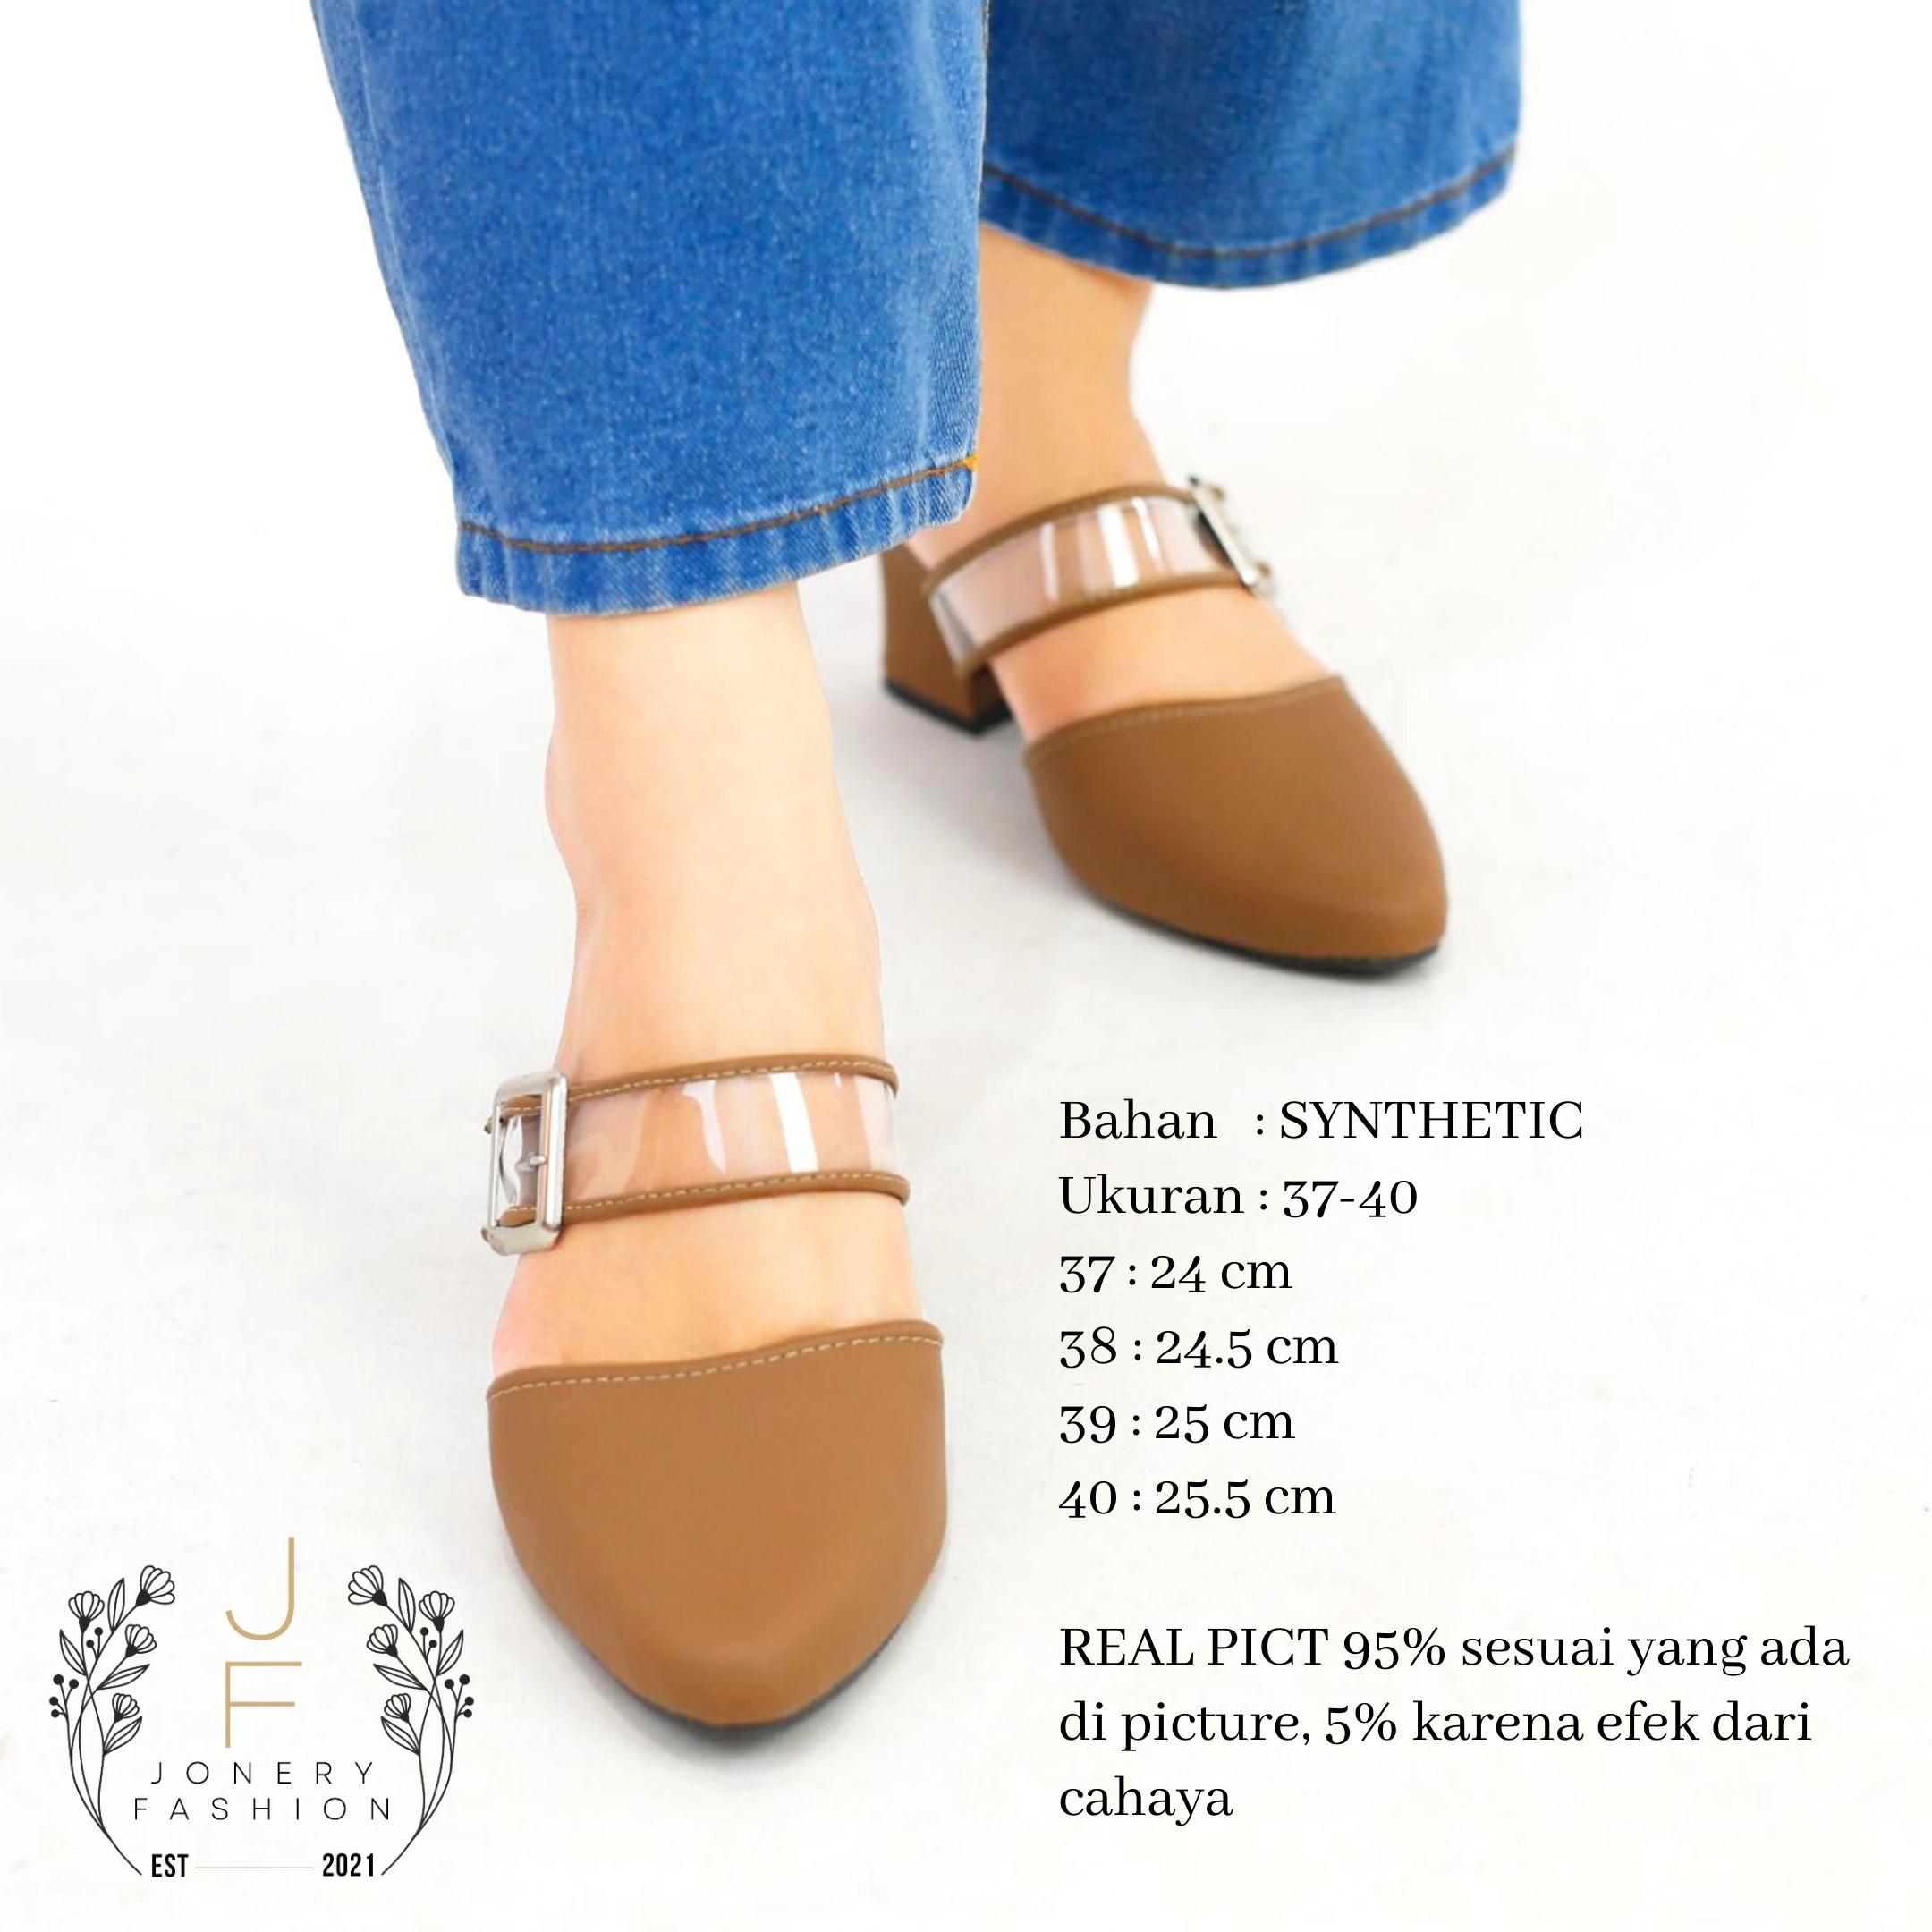 Bahan : SYNTHETIC
Ukuran : 37-40
37 : 24 cm
38 : 24.5 cm
39 : 25 cm
40 : 25.5 cm
REAL PICT 95% sesuai yang ada
di picture, 5% karena efek dari
cahaya
J
F
JONERY
FASHION
EST 2021